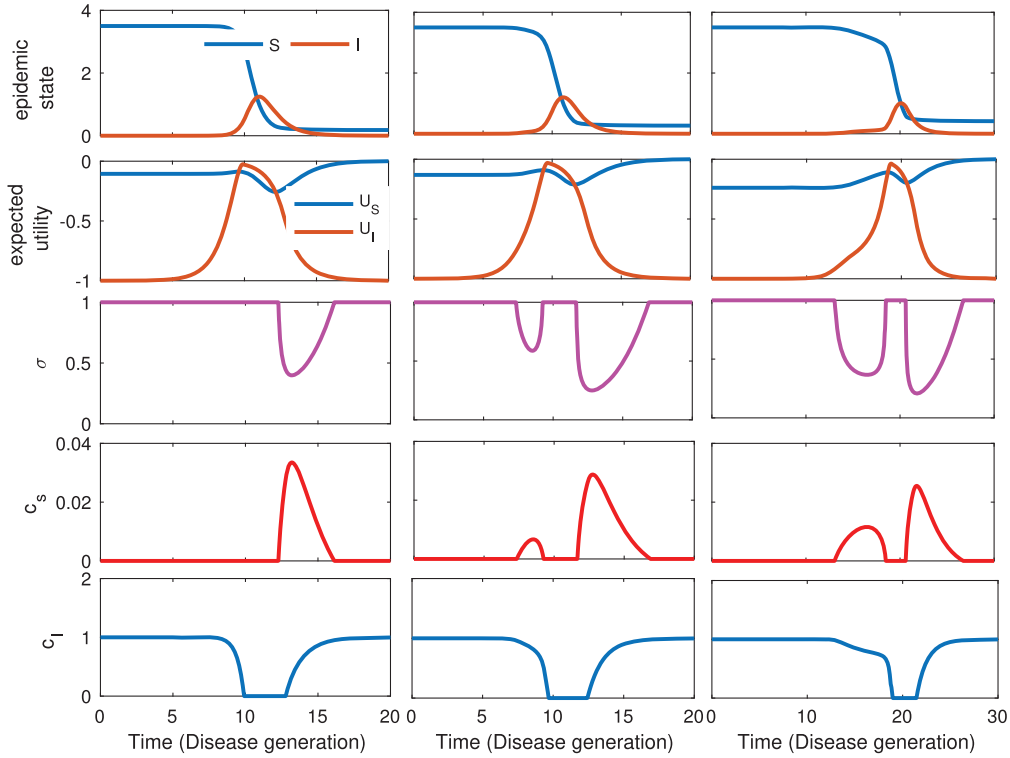 4
2
0
epidemic
state
S I
0
-0.5
-1
expected
utility
U_S
U_I
1
0.5
0
σ
0.04
0.02
0
c_s
2
1
0
c_I
0 5 10 15 20
0 5 10 15 20
0 10 20 30
Time (Disease generation)
Time (Disease generation)
Time (Disease generation)